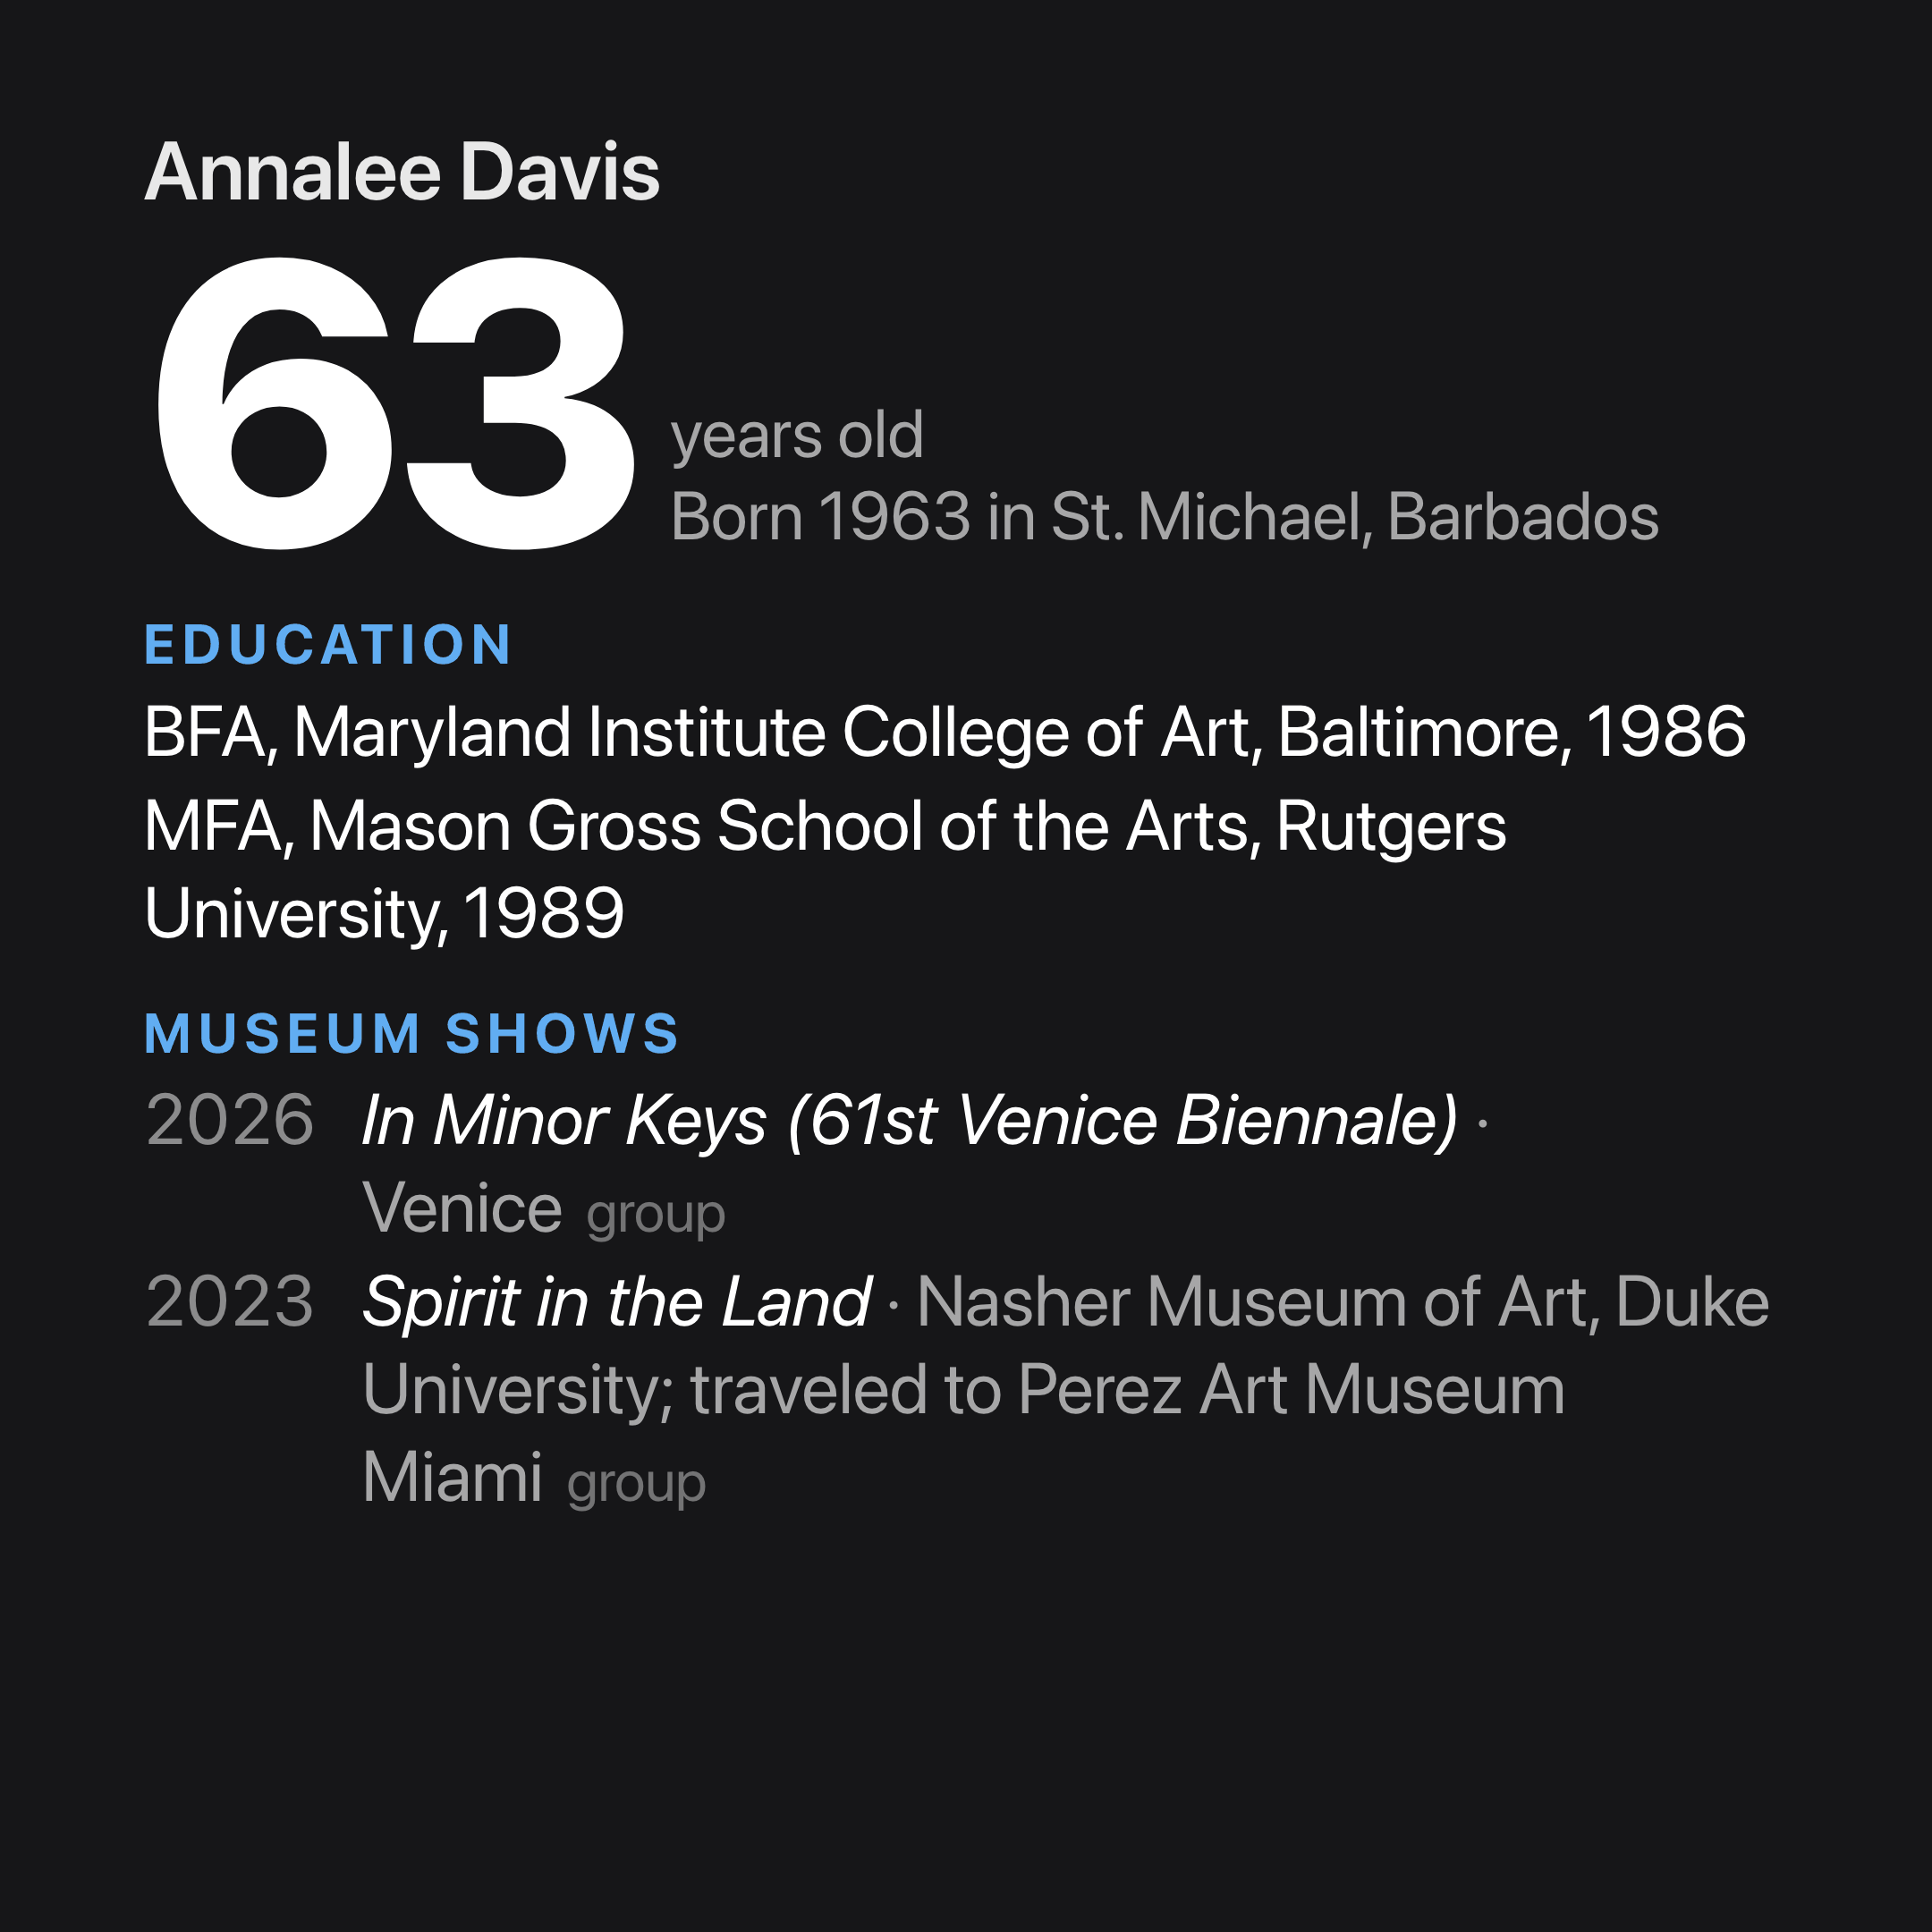 Annalee Davis
63
years old
Born 1963 in St. Michael, Barbados
EDUCATION
BFA, Maryland Institute College of Art, Baltimore, 1986
MFA, Mason Gross School of the Arts, Rutgers
University, 1989
MUSEUM SHOWS
2026 In Minor Keys (61st Venice Biennale) ·
Venice group
2023 Spirit in the Land · Nasher Museum of Art, Duke
University; traveled to Perez Art Museum
Miami group